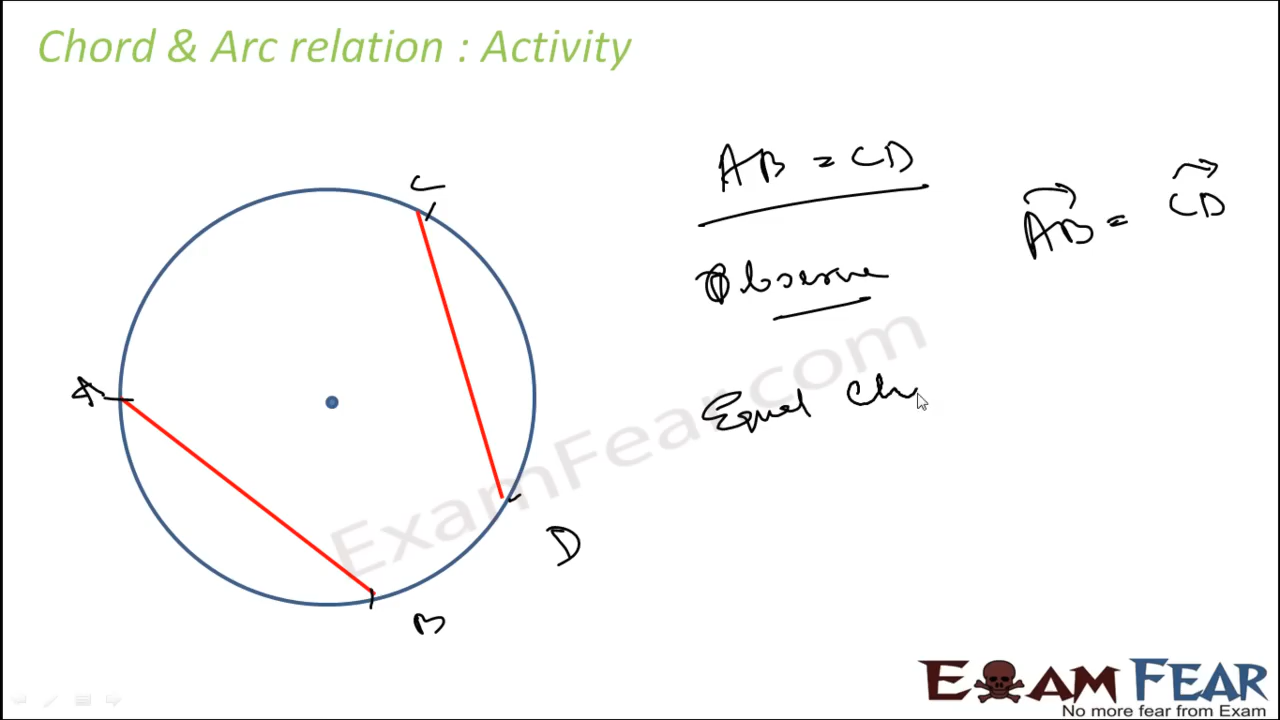 Chord & Arc relation : Activity
AB = CD
AB = CD
Observe
Equal Ch
C
A
D
B
ExamFear.com
EXAM FEAR
No more fear from Exam